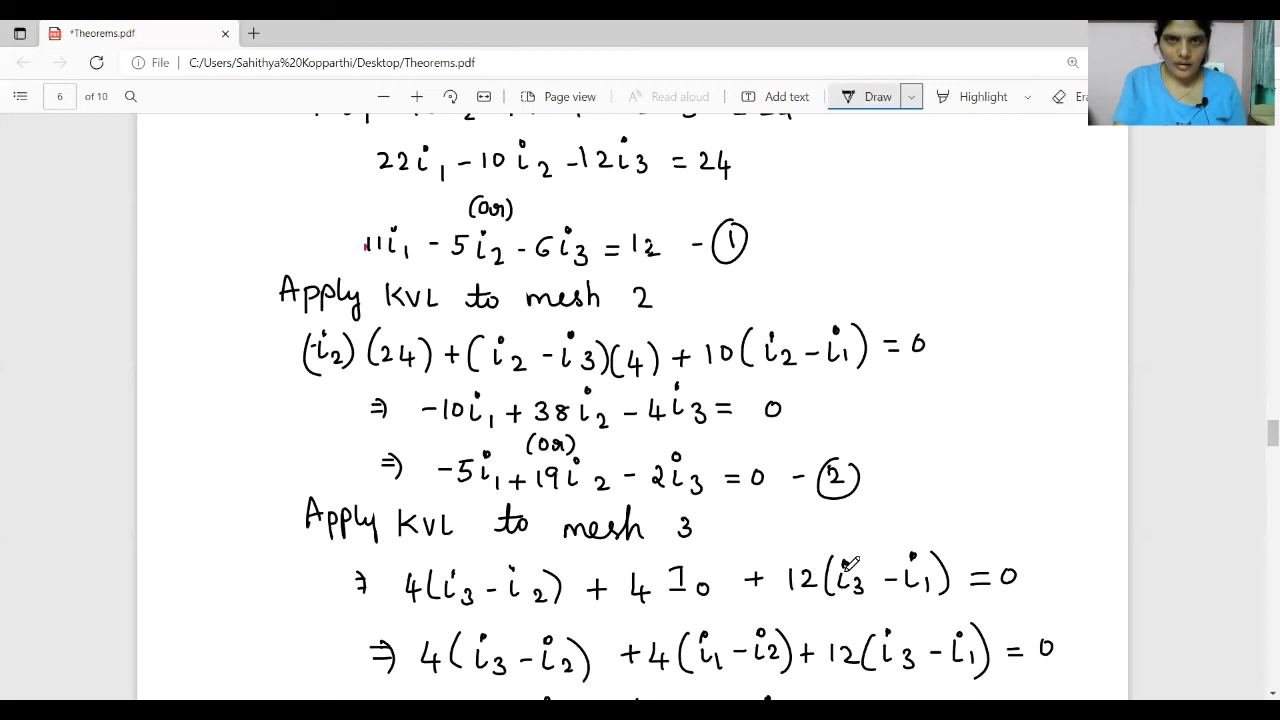 *Theorems.pdf
File C:/Users/Sahithya%20Kopparthi/Desktop/Theorems.pdf
6 of 10 Page view Read aloud Add text Draw Highlight
22i₁ - 10i₂ - 12i₃ = 24
(or)
11i₁ - 5i₂ - 6i₃ = 12 - ①
Apply KVL to mesh 2
(-i₂)(24) + (i₂ - i₃)(4) + 10(i₂ - i₁) = 0
⇒ -10i₁ + 38i₂ - 4i₃ = 0
(or)
⇒ -5i₁ + 19i₂ - 2i₃ = 0 - ②
Apply KVL to mesh 3
⇒ 4(i₃ - i₂) + 4I₀ + 12(i₃ - i₁) = 0
⇒ 4(i₃ - i₂) + 4(i₁ - i₂) + 12(i₃ - i₁) = 0